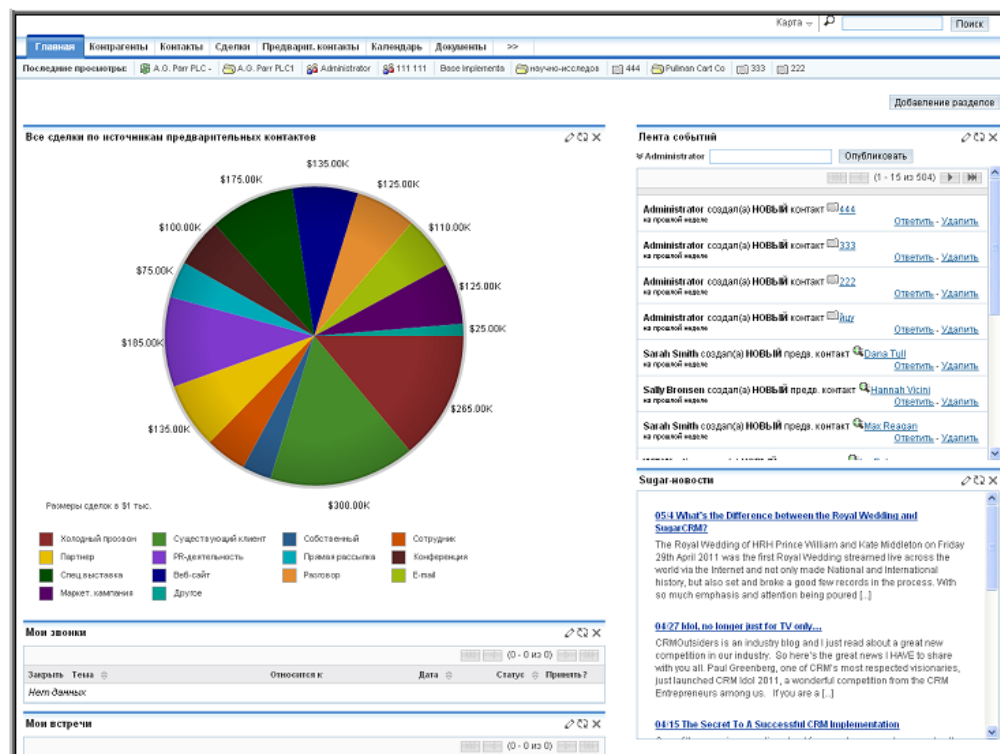 Карта
Поиск
Главная Контрагенты Контакты Сделки Предварит. контакты Календарь Документы >>
Последние просмотры: A.G. Parr PLC - A.G. Parr PLC1 Administrator 111 111 Base Implementa научно-исследов 444 Pullman Cart Co 333 222
Добавление разделов
Все сделки по источникам предварительных контактов
$135.00K
$175.00K
$125.00K
$100.00K
$110.00K
$75.00K
$125.00K
$185.00K
$25.00K
$265.00K
$135.00K
$300.00K
Размеры сделок в $1 тыс.
Холодный прозвон Существующий клиент Собственный Сотрудник
Партнер PR-деятельность Прямая рассылка Конференция
Спец.выставка Веб-сайт Разговор E-mail
Маркет. кампания Другое
Мои звонки
(0 - 0 из 0)
Закрыть Тема Относится к Дата Статус Принять?
Нет данных
Мои встречи
(0 - 0 из 0)
Лента событий
Administrator Опубликовать
(1 - 15 из 504)
Administrator создал(а) НОВЫЙ контакт 444
на прошлой неделе Ответить - Удалить
Administrator создал(а) НОВЫЙ контакт 333
на прошлой неделе Ответить - Удалить
Administrator создал(а) НОВЫЙ контакт 222
на прошлой неделе Ответить - Удалить
Administrator создал(а) НОВЫЙ контакт йцу
на прошлой неделе Ответить - Удалить
Sarah Smith создал(а) НОВЫЙ предв. контакт Dana Tull
на прошлой неделе Ответить - Удалить
Sally Bronsen создал(а) НОВЫЙ предв. контакт Hannah Vicini
на прошлой неделе Ответить - Удалить
Sarah Smith создал(а) НОВЫЙ предв. контакт Max Reagan
на прошлой неделе Ответить - Удалить
Sugar-новости
05/4 What's the Difference between the Royal Wedding and
SugarCRM?
The Royal Wedding of HRH Prince William and Kate Middleton on Friday
29th April 2011 was the first Royal Wedding streamed live across the
world via the Internet and not only made National and International
history, but also set and broke a good few records in the process. With
so much emphasis and attention being poured [..]
04/27 Idol, no longer just for TV only…
CRMOutsiders is an industry blog and I just read about a great new
competition in our industry. So here's the great news I HAVE to share
with you all. Paul Greenberg, one of CRM's most respected visionaries,
just launched CRM Idol 2011, a wonderful competition from the CRM
Entrepreneurs among us. If you are a [..]
04/15 The Secret To A Successful CRM Implementation